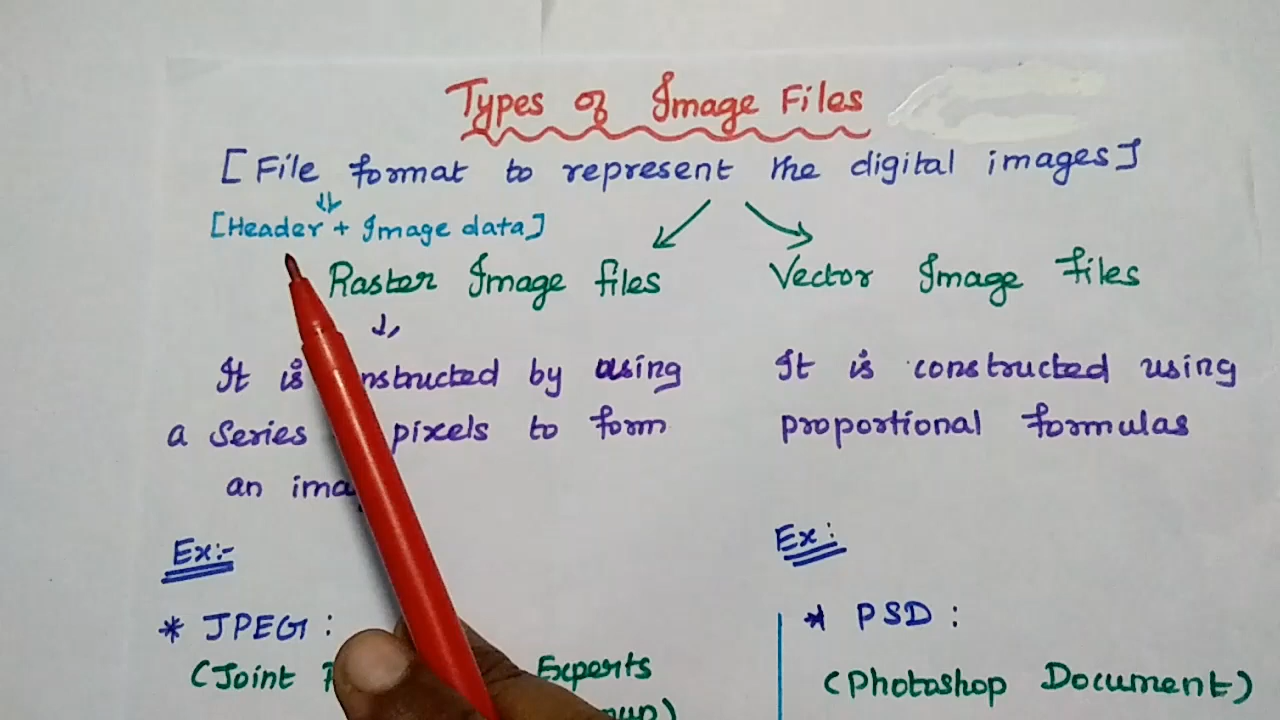 Types of Image Files
[File format to represent the digital images]
[Header + Image data]
Raster Image files
It is nstructed by using
a Series pixels to form
an ima
Ex:-
* JPEG :
(Joint Experts
Vector Image files
It is constructed using
proportional formulas
Ex :
* PSD :
(Photoshop Document)